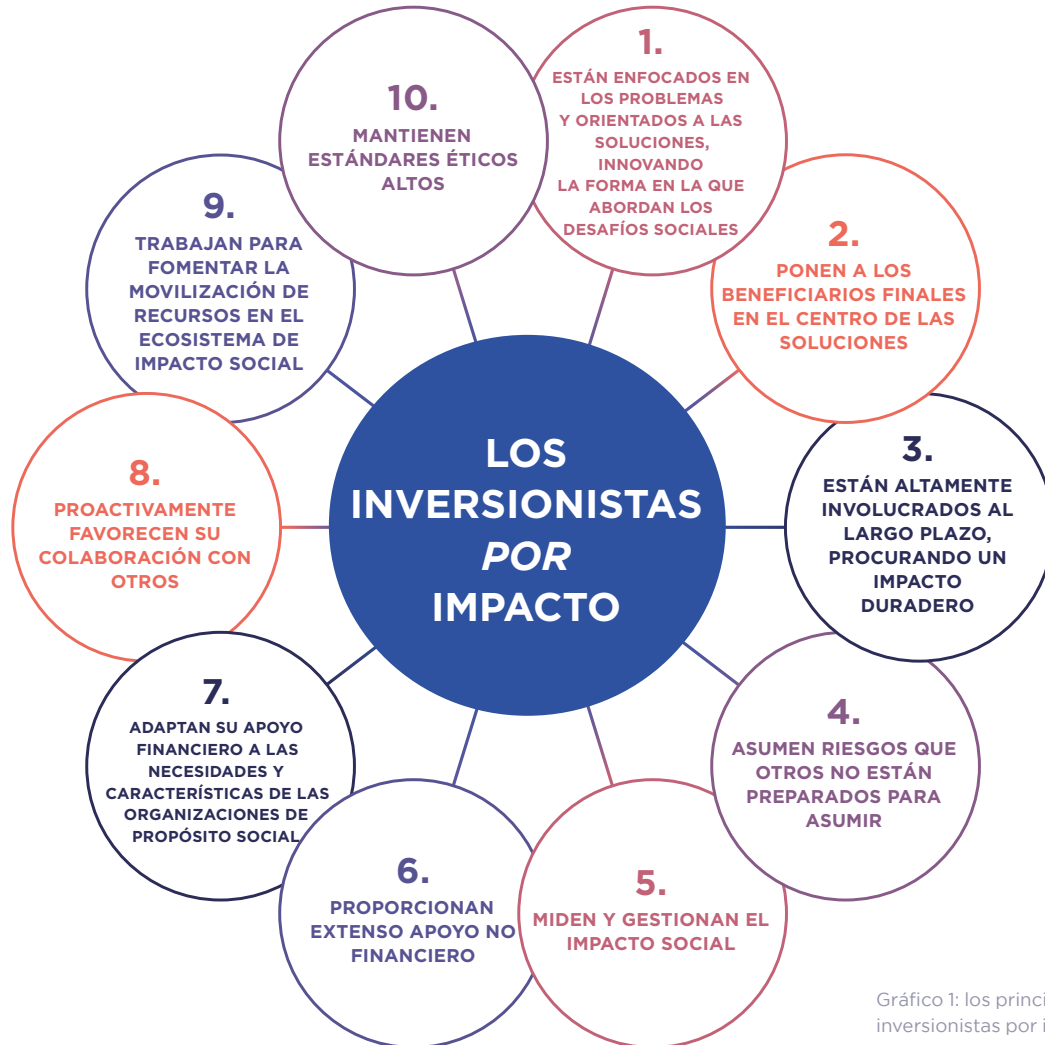 1.
ESTÁN ENFOCADOS EN
LOS PROBLEMAS
Y ORIENTADOS A LAS
SOLUCIONES,
INNOVANDO
LA FORMA EN LA QUE
ABORDAN LOS
DESAFÍOS SOCIALES
2.
PONEN A LOS
BENEFICIARIOS FINALES
EN EL CENTRO DE LAS
SOLUCIONES
3.
ESTÁN ALTAMENTE
INVOLUCRADOS AL
LARGO PLAZO,
PROCURANDO UN
IMPACTO
DURADERO
4.
ASUMEN RIESGOS QUE
OTROS NO ESTÁN
PREPARADOS PARA
ASUMIR
5.
MIDEN Y GESTIONAN EL
IMPACTO SOCIAL
6.
PROPORCIONAN
EXTENSO APOYO NO
FINANCIERO
7.
ADAPTAN SU APOYO
FINANCIERO A LAS
NECESIDADES Y
CARACTERÍSTICAS DE LAS
ORGANIZACIONES DE
PROPÓSITO SOCIAL
8.
PROACTIVAMENTE
FAVORECEN SU
COLABORACIÓN CON
OTROS
9.
TRABAJAN PARA
FOMENTAR LA
MOVILIZACIÓN DE
RECURSOS EN EL
ECOSISTEMA DE
IMPACTO SOCIAL
10.
MANTIENEN
ESTÁNDARES ÉTICOS
ALTOS
LOS
INVERSIONISTAS
POR
IMPACTO
Gráfico 1: los
inversionistas por